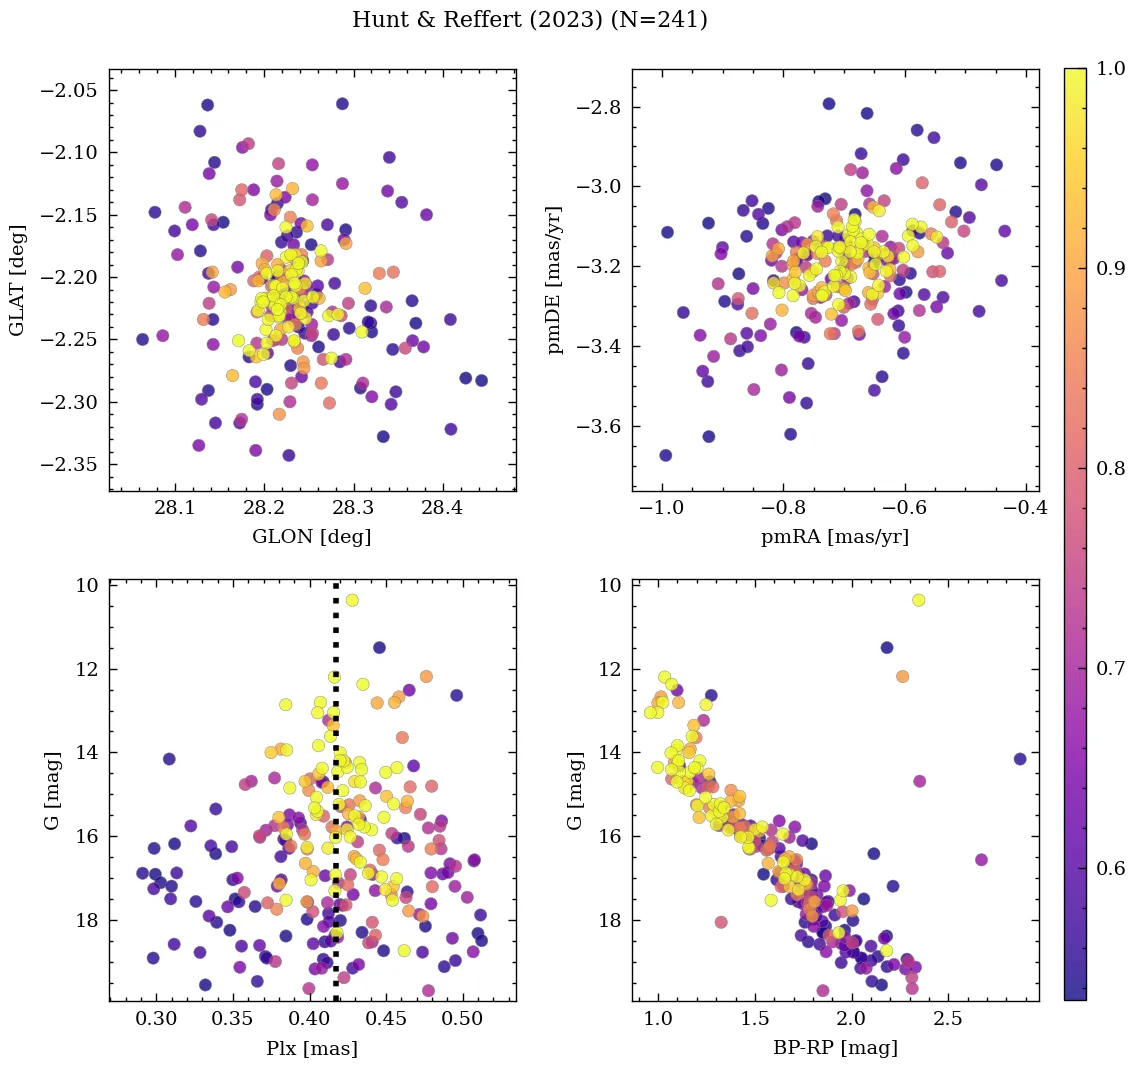 Hunt & Reffert (2023) (N=241)
−2.05
−2.10
−2.15
−2.20
−2.25
−2.30
−2.35
GLAT [deg]
28.1 28.2 28.3 28.4
GLON [deg]
−2.8
−3.0
−3.2
−3.4
−3.6
pmDE [mas/yr]
−1.0 −0.8 −0.6 −0.4
pmRA [mas/yr]
10
12
14
16
18
G [mag]
0.30 0.35 0.40 0.45 0.50
Plx [mas]
10
12
14
16
18
G [mag]
1.0 1.5 2.0 2.5
BP-RP [mag]
1.0
0.9
0.8
0.7
0.6